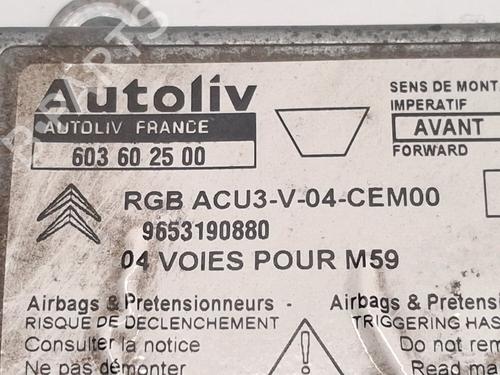 Autoliv
AUTOLIV FRANCE
603 60 25 00
SENS DE MONT
IMPERATIF
AVANT
FORWARD
RGB ACU3-V-04-CEM00
9653190880
04 VOIES POUR M59
Airbags & Pretensionneurs -
RISQUE DE DECLENCHEMENT
Consulter la notice
Ne pas démonter
Airbags & Pretens
TRIGGERING HAS
Do not rem
Read ma